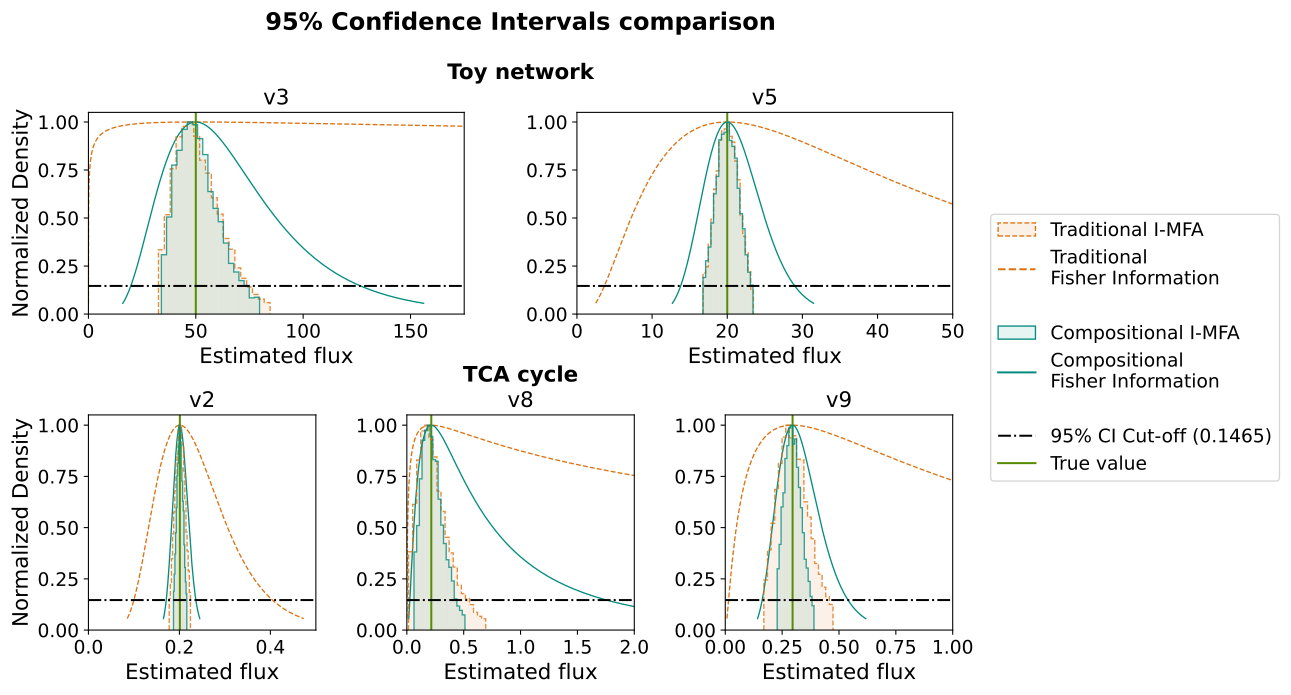 95% Confidence Intervals comparison
Toy network
v3
v5
Normalized Density
1.00
0.75
0.50
0.25
0.00
0
50
100
150
Estimated flux
1.00
0.75
0.50
0.25
0.00
0
10
20
30
40
50
Estimated flux
TCA cycle
v2
v8
v9
Normalized Density
1.00
0.75
0.50
0.25
0.00
0.0
0.2
0.4
Estimated flux
1.00
0.75
0.50
0.25
0.00
0.0
0.5
1.0
1.5
2.0
Estimated flux
1.00
0.75
0.50
0.25
0.00
0.00
0.25
0.50
0.75
1.00
Estimated flux
Traditional I-MFA
Traditional
Fisher Information
Compositional I-MFA
Compositional
Fisher Information
95% CI Cut-off (0.1465)
True value